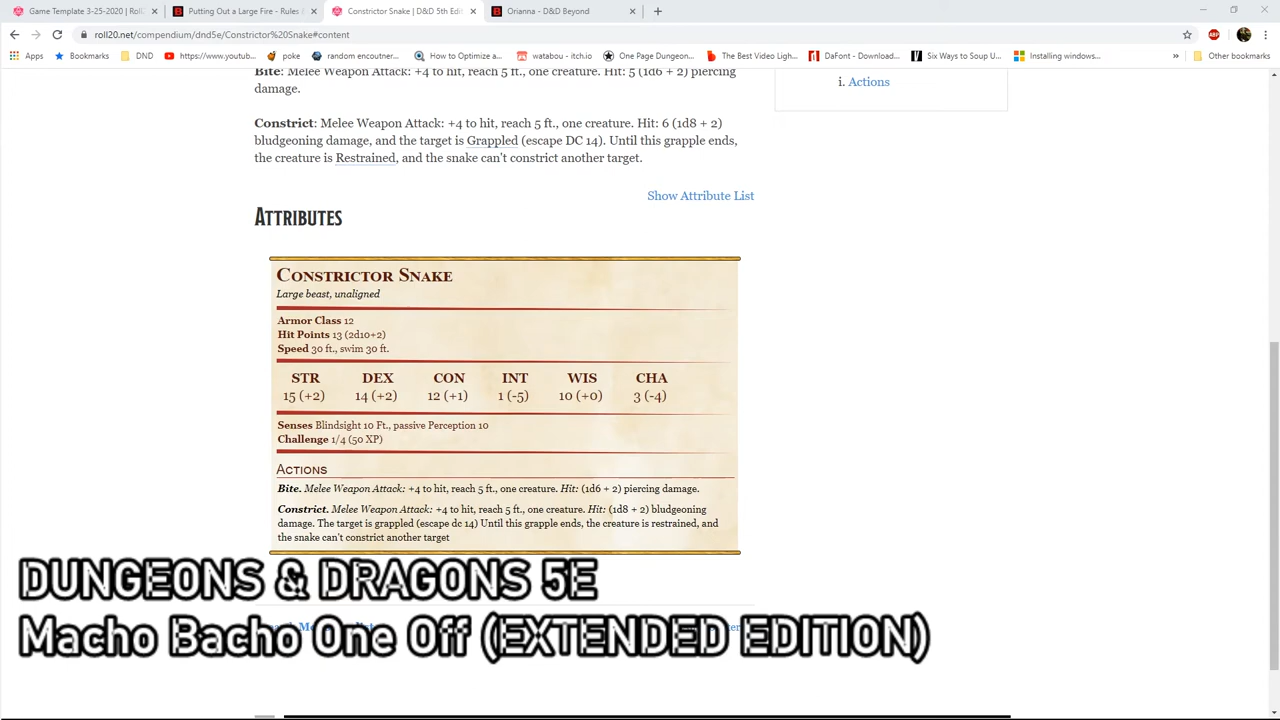 Game Template 3-25-2020 | Roll
Putting Out a Large Fire - Rules
Constrictor Snake | D&D 5th Edi
Orianna - D&D Beyond
roll20.net/compendium/dnd5e/Constrictor%20Snake#content
Apps Bookmarks DND https://www.youtub... poke random encoutner... How to Optimize a... watabou - itch.io One Page Dungeon... The Best Video Ligh... DaFont - Download... Six Ways to Soup U... Installing windows... » Other bookmarks
Bite: Melee Weapon Attack: +4 to hit, reach 5 ft., one creature. Hit: 5 (1d6 + 2) piercing
damage.
i. Actions
Constrict: Melee Weapon Attack: +4 to hit, reach 5 ft., one creature. Hit: 6 (1d8 + 2)
bludgeoning damage, and the target is Grappled (escape DC 14). Until this grapple ends,
the creature is Restrained, and the snake can't constrict another target.
Show Attribute List
ATTRIBUTES
CONSTRICTOR SNAKE
Large beast, unaligned
Armor Class 12
Hit Points 13 (2d10+2)
Speed 30 ft., swim 30 ft.
STR DEX CON INT WIS CHA
15 (+2) 14 (+2) 12 (+1) 1 (-5) 10 (+0) 3 (-4)
Senses Blindsight 10 Ft., passive Perception 10
Challenge 1/4 (50 XP)
ACTIONS
Bite. Melee Weapon Attack: +4 to hit, reach 5 ft., one creature. Hit: (1d6 + 2) piercing damage.
Constrict. Melee Weapon Attack: +4 to hit, reach 5 ft., one creature. Hit: (1d8 + 2) bludgeoning
damage. The target is grappled (escape dc 14) Until this grapple ends, the creature is restrained, and
the snake can't constrict another target
DUNGEONS & DRAGONS 5E
Macho Bacho One Off (EXTENDED EDITION)